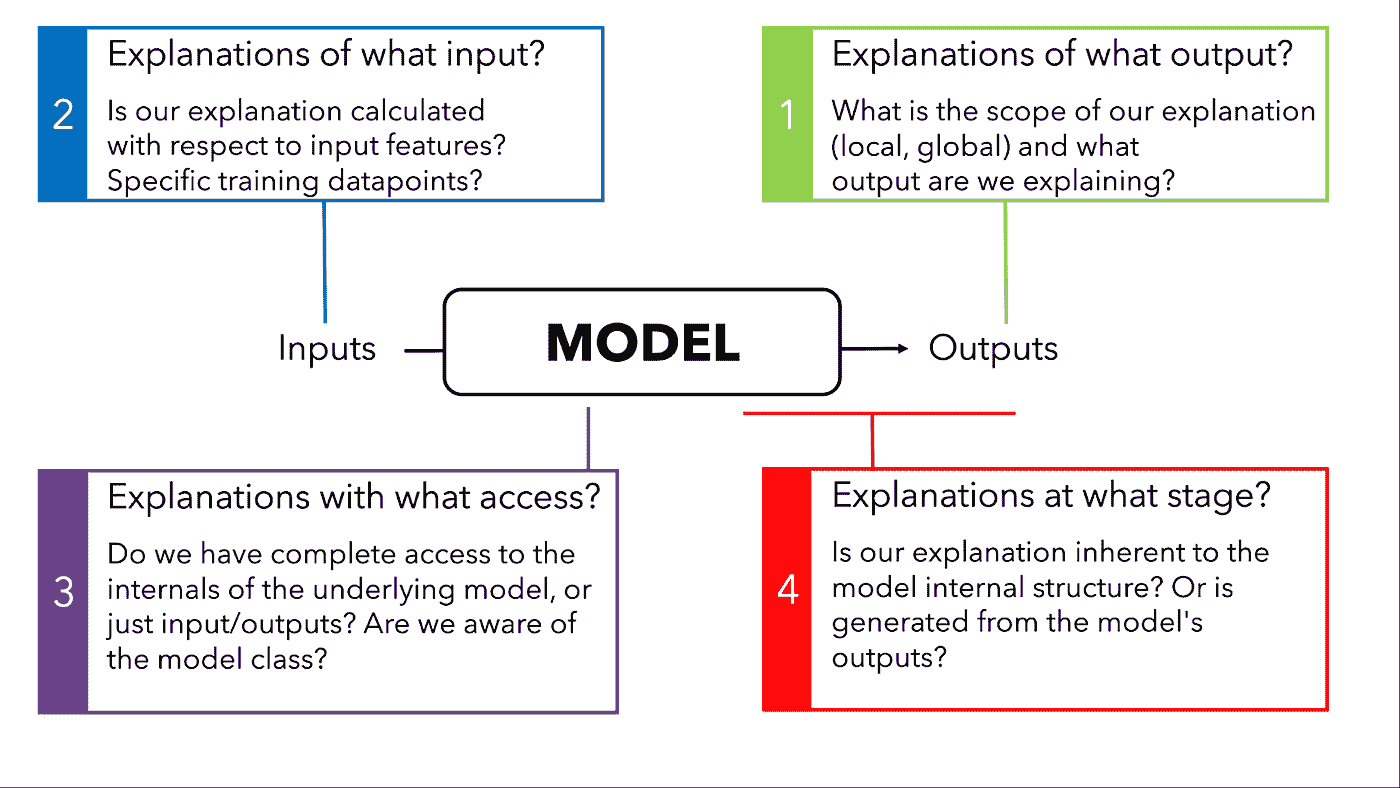 2
Explanations of what input?
Is our explanation calculated
with respect to input features?
Specific training datapoints?
1
Explanations of what output?
What is the scope of our explanation
(local, global) and what
output are we explaining?
Inputs
MODEL
Outputs
3
Explanations with what access?
Do we have complete access to the
internals of the underlying model, or
just input/outputs? Are we aware of
the model class?
4
Explanations at what stage?
Is our explanation inherent to the
model internal structure? Or is
generated from the model's
outputs?